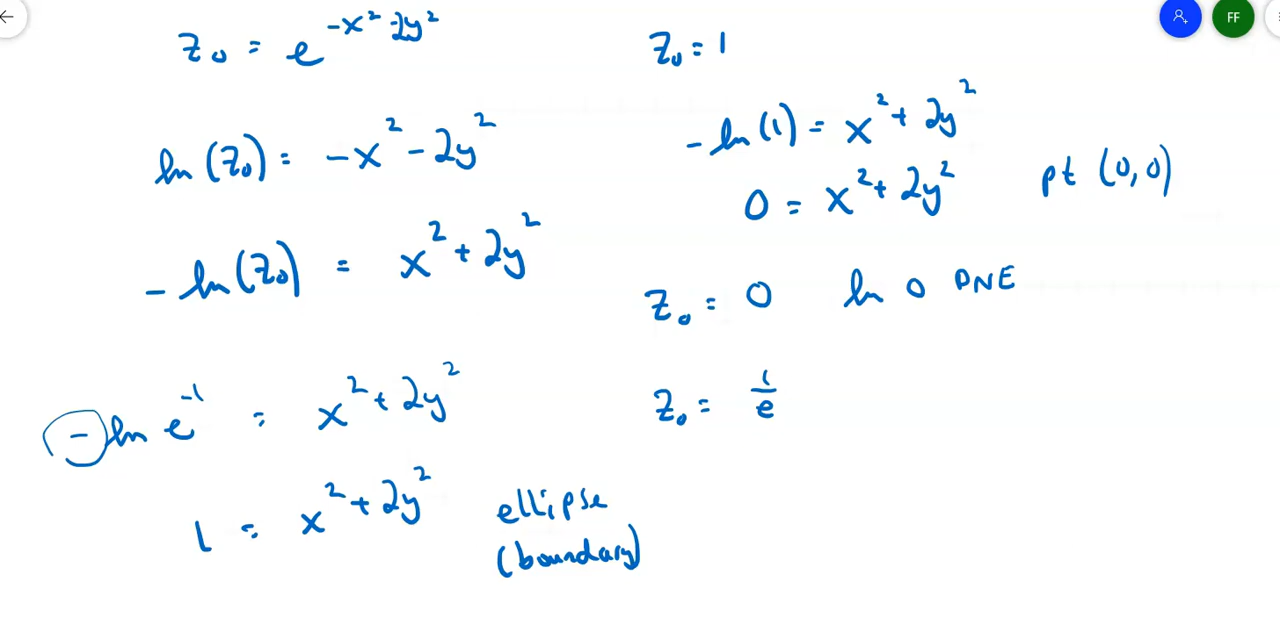 FF
z₀ = e^(-x² -2y²)
ln(z₀) = -x² - 2y²
-ln(z₀) = x² + 2y²
-ln e⁻¹ = x² + 2y²
1 = x² + 2y² ellipse
(boundary)
z₀ = 1
-ln(1) = x² + 2y²
0 = x² + 2y² pt (0,0)
z₀ = 0 ln 0 DNE
z₀ = 1/e